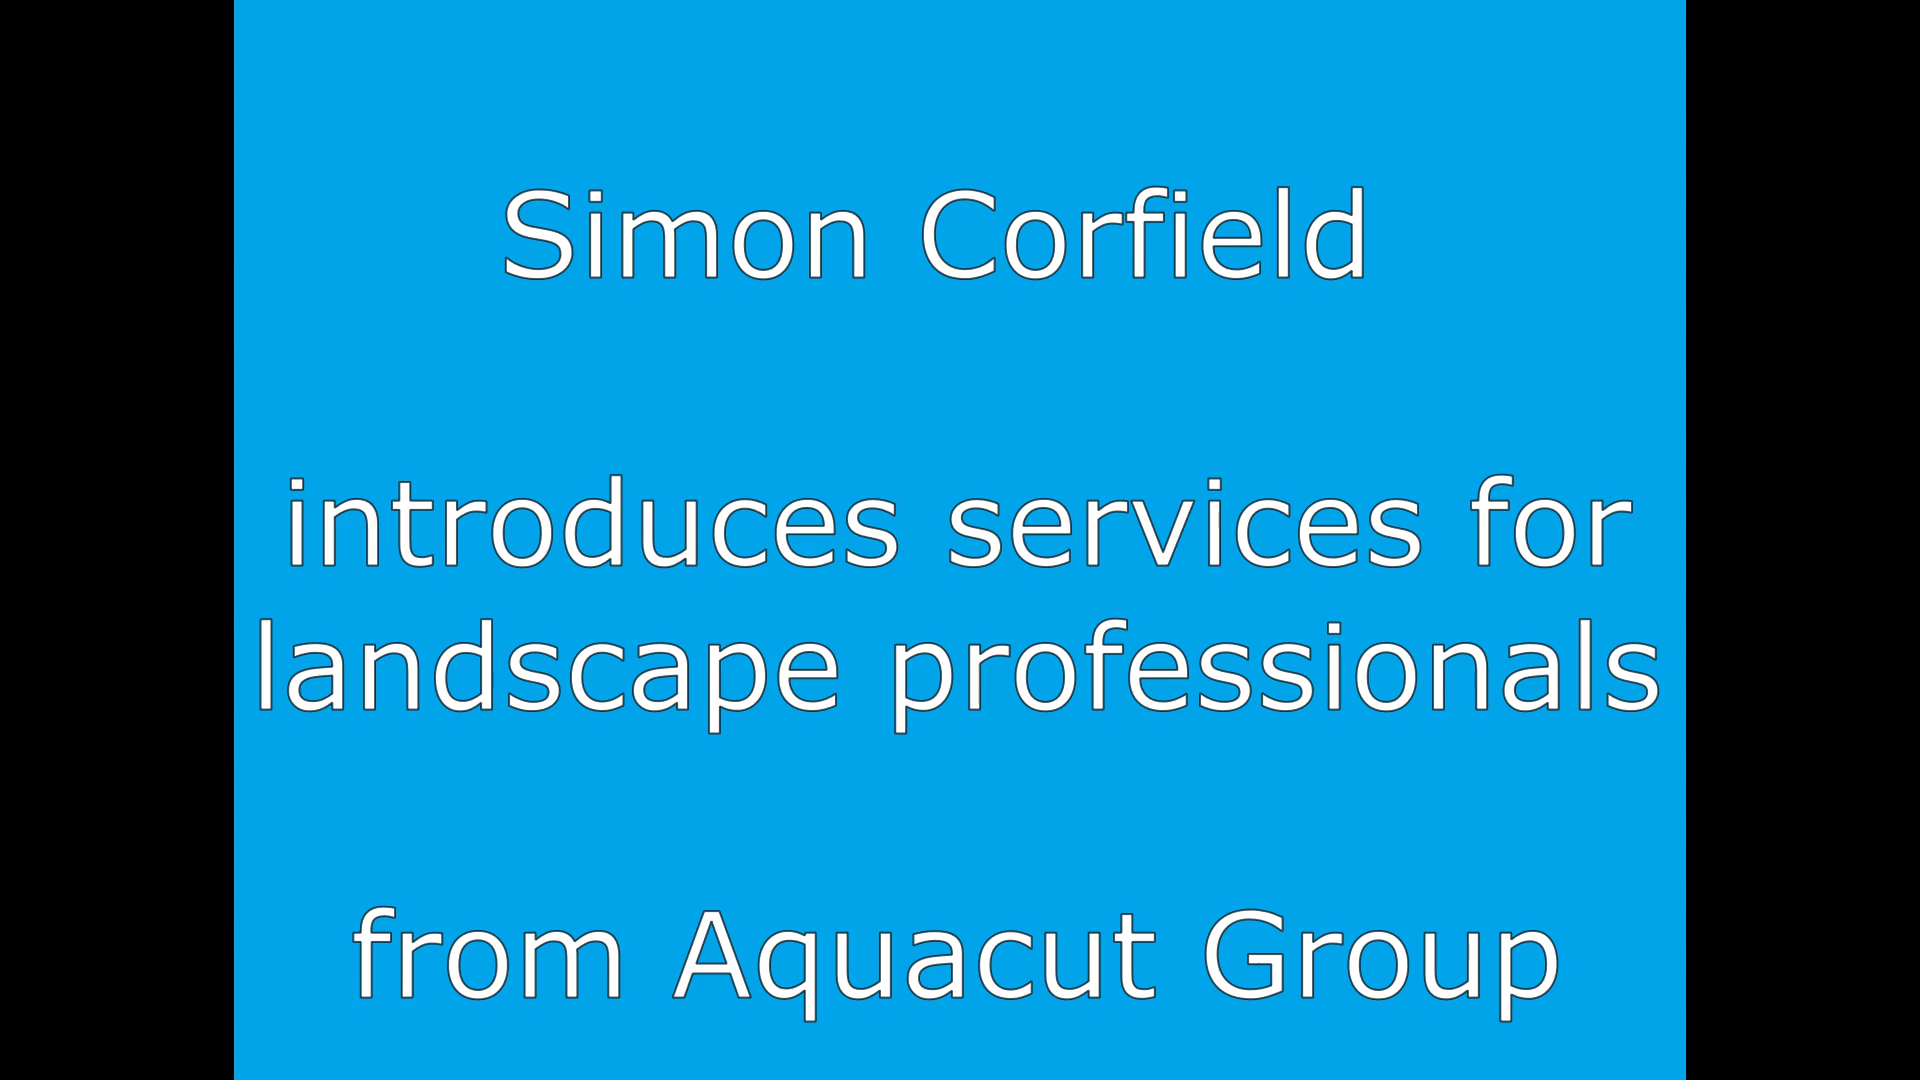 Simon Corfield
introduces services for
landscape professionals
from Aquacut Group